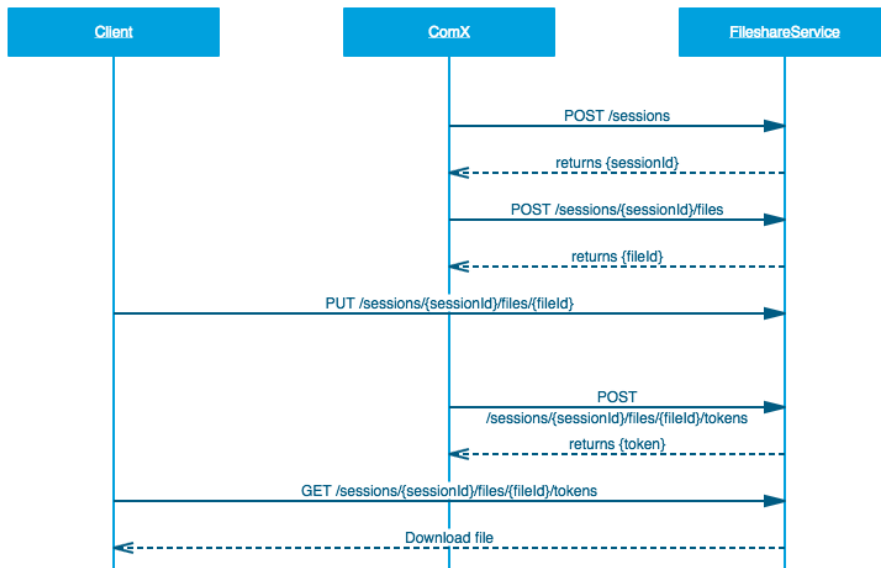 Client
ComX
FileshareService
POST /sessions
returns {sessionId}
POST /sessions/{sessionId}/files
returns {fileId}
PUT /sessions/{sessionId}/files/{fileId}
POST
/sessions/{sessionId}/files/{fileId}/tokens
returns {token}
GET /sessions/{sessionId}/files/{fileId}/tokens
Download file